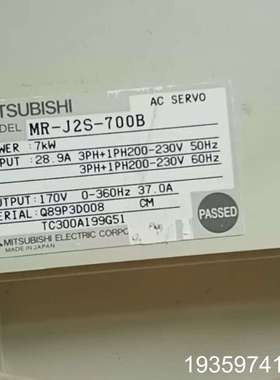 MITSUBISHI AC SERVO
MODEL MR-J2S-700B
POWER :7kW
INPUT :28.9A 3PH+1PH200-230V 50Hz
3PH+1PH200-230V 60Hz
OUTPUT:170V 0-360Hz 37.0A
SERIAL:Q89P3D008 CM
TC300A199G51
PASSED
MITSUBISHI ELECTRIC CORPO
MADE IN JAPAN
19359741